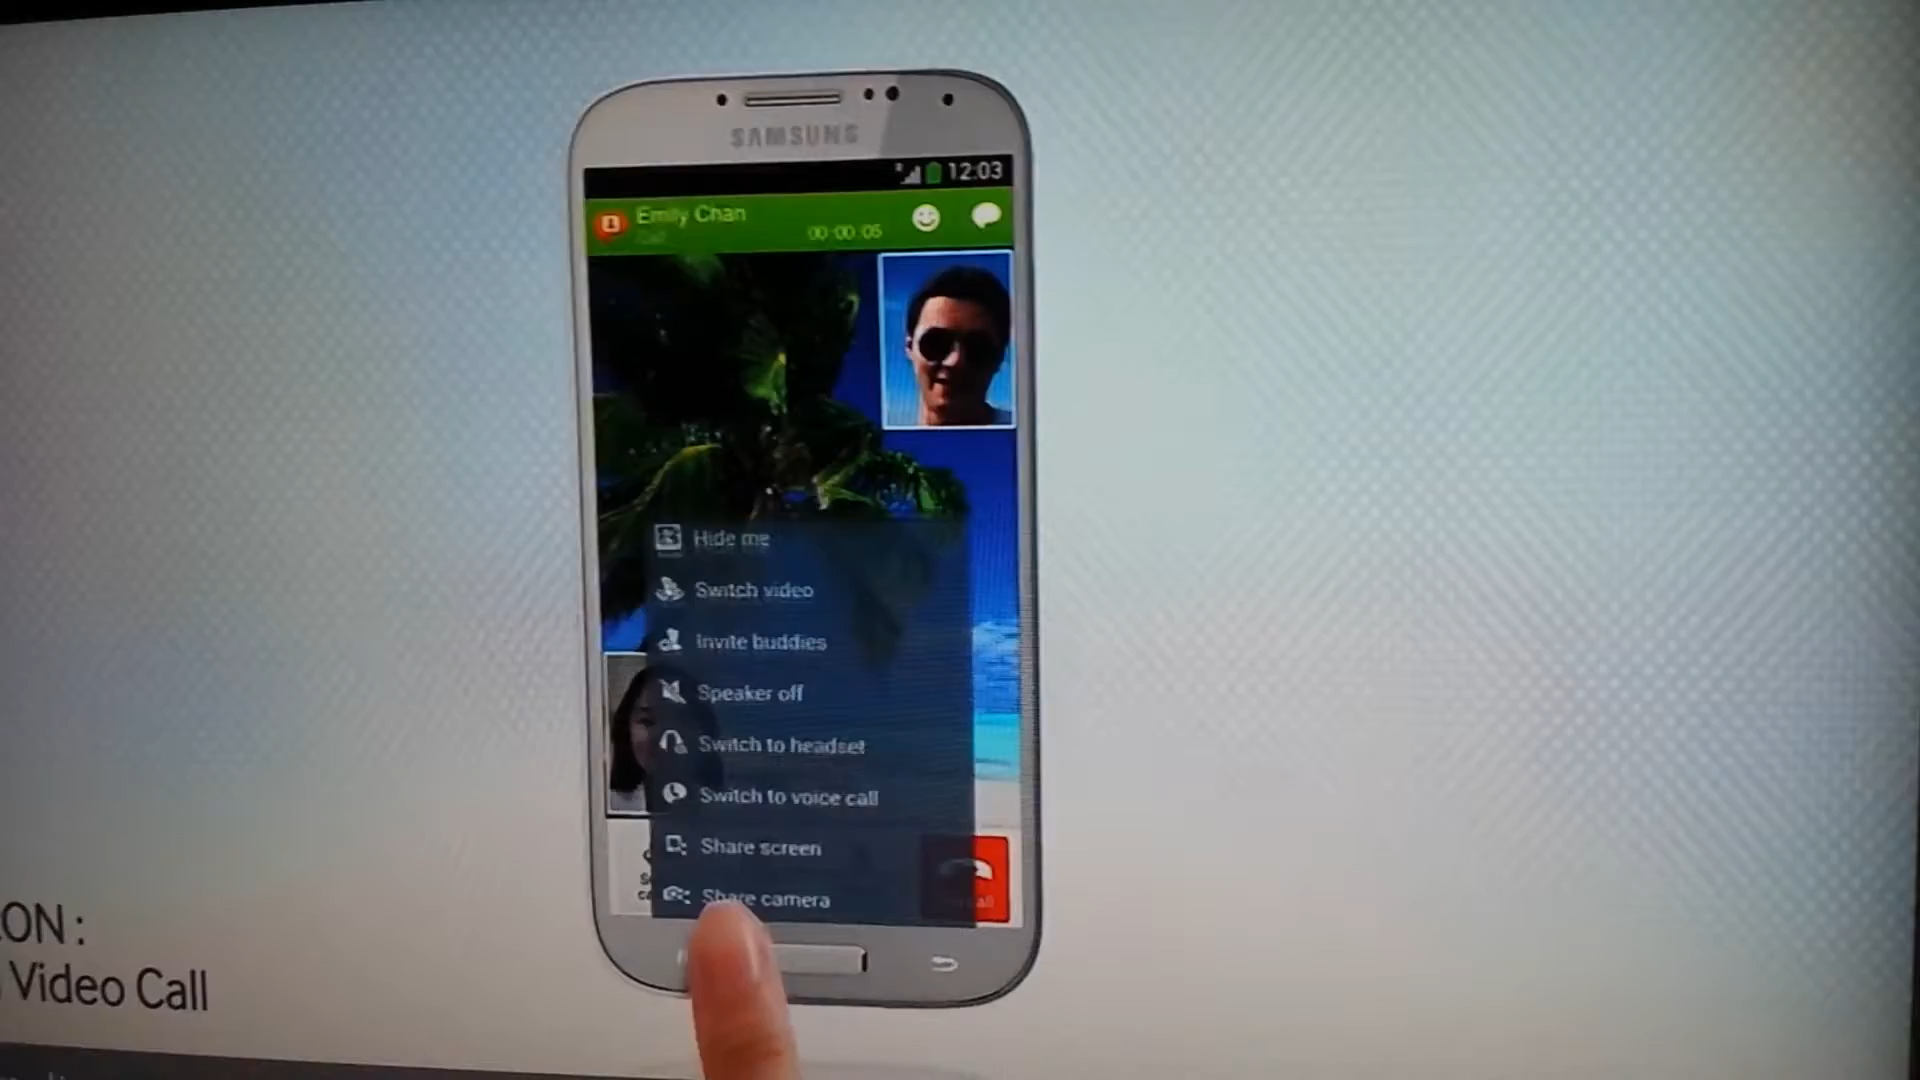 SAMSUNG
12:03
Emily Chan
Call
00:00:05
Hide me
Switch video
Invite buddies
Speaker off
Switch to headset
Switch to voice call
Share screen
Share camera
ON :
Video Call